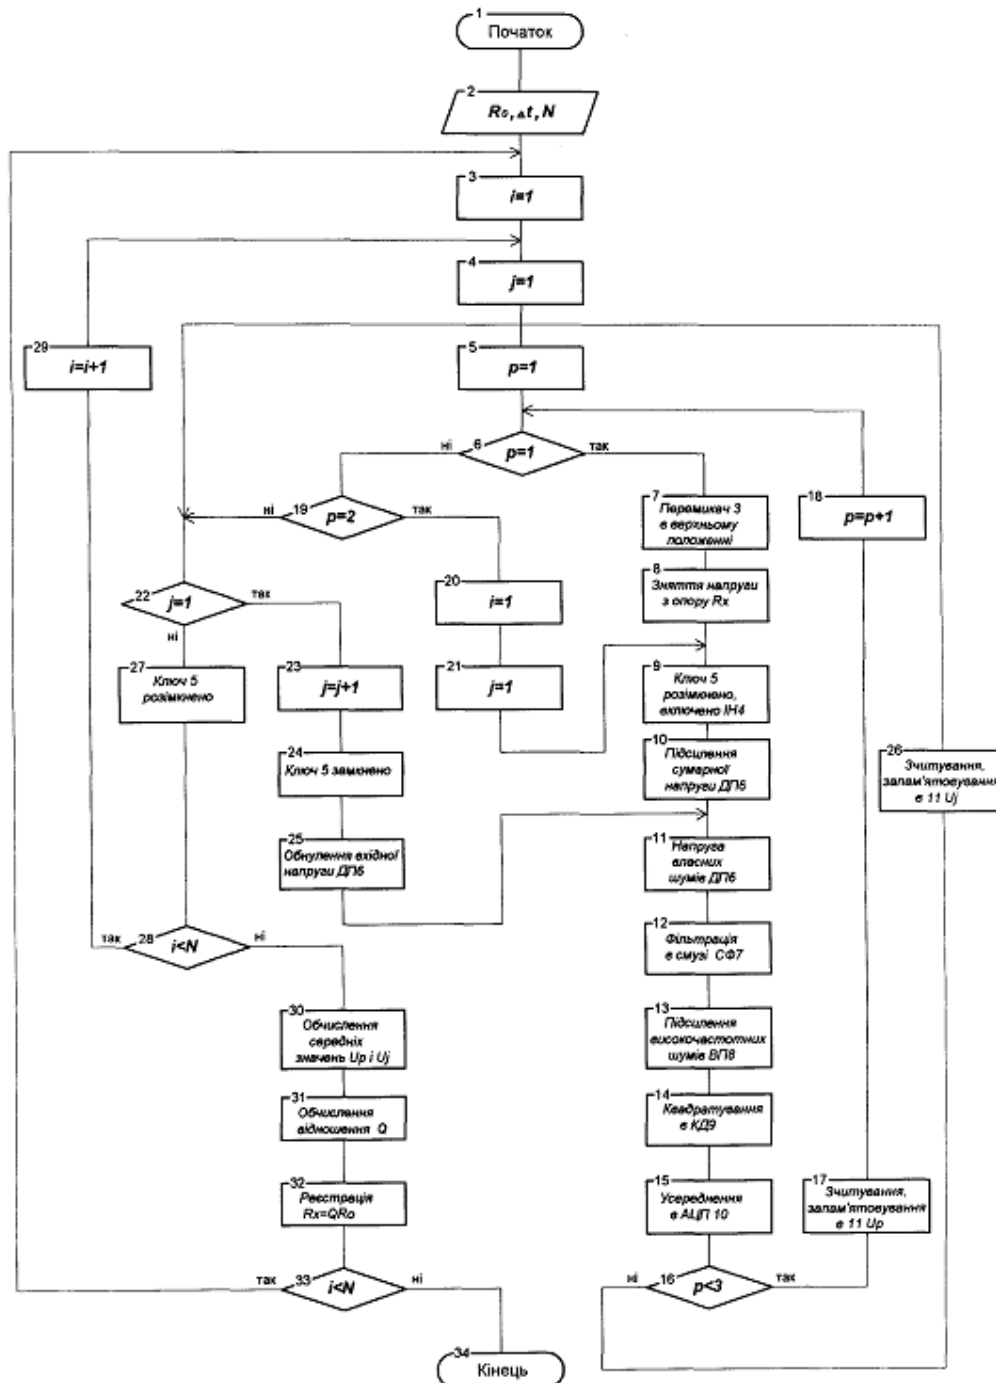 1
Початок
2
R₀, Δt, N
3
i=1
4
j=1
29
i=i+1
5
p=1
ні
6
p=1
так
7
Перемикач 3
в верхньому
положенні
18
p=p+1
ні
19
p=2
так
8
Зняття напруги
з опору Rx
20
i=1
22
j=1
так
ні
27
Ключ 5
розімкнено
23
j=j+1
21
j=1
9
Ключ 5
розімкнено,
включено ІН4
24
Ключ 5 замкнено
10
Підсилення
сумарної
напруги ДП6
26
Зчитування,
запам'ятовування
в 11 Uj
25
Обнулення вхідної
напруги ДП6
11
Напруга
власних
шумів ДП6
так
28
i<N
ні
12
Фільтрація
в смузі СФ7
30
Обчислення
середніх
значень Up і Uj
13
Підсилення
високочастотних
шумів ВП8
31
Обчислення
відношення Q
14
Квадратування
в КД9
32
Реєстрація
Rx=QRo
15
Усереднення
в АЦП 10
17
Зчитування,
запам'ятовування
в 11 Up
так
33
i<N
ні
ні
16
p<3
так
34
Кінець